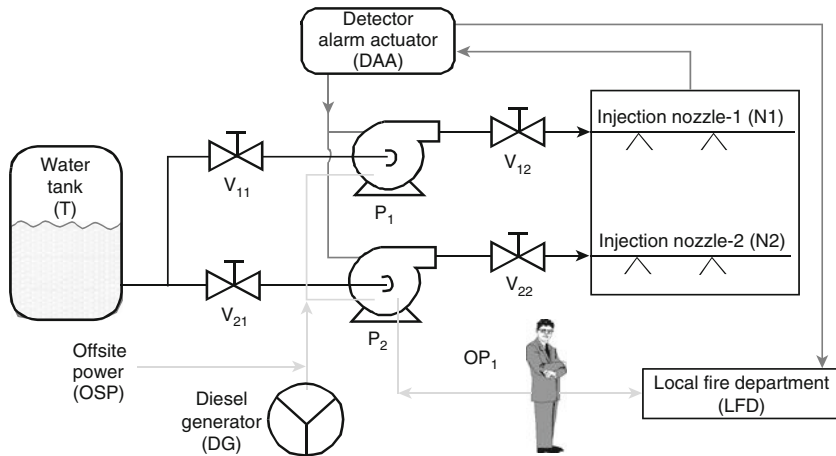 Detector
alarm actuator
(DAA)
Injection nozzle-1 (N1)
Water
tank
(T)
V11
V12
P1
Injection nozzle-2 (N2)
V21
V22
P2
Offsite
power
(OSP)
OP1
Diesel
generator
(DG)
Local fire department
(LFD)